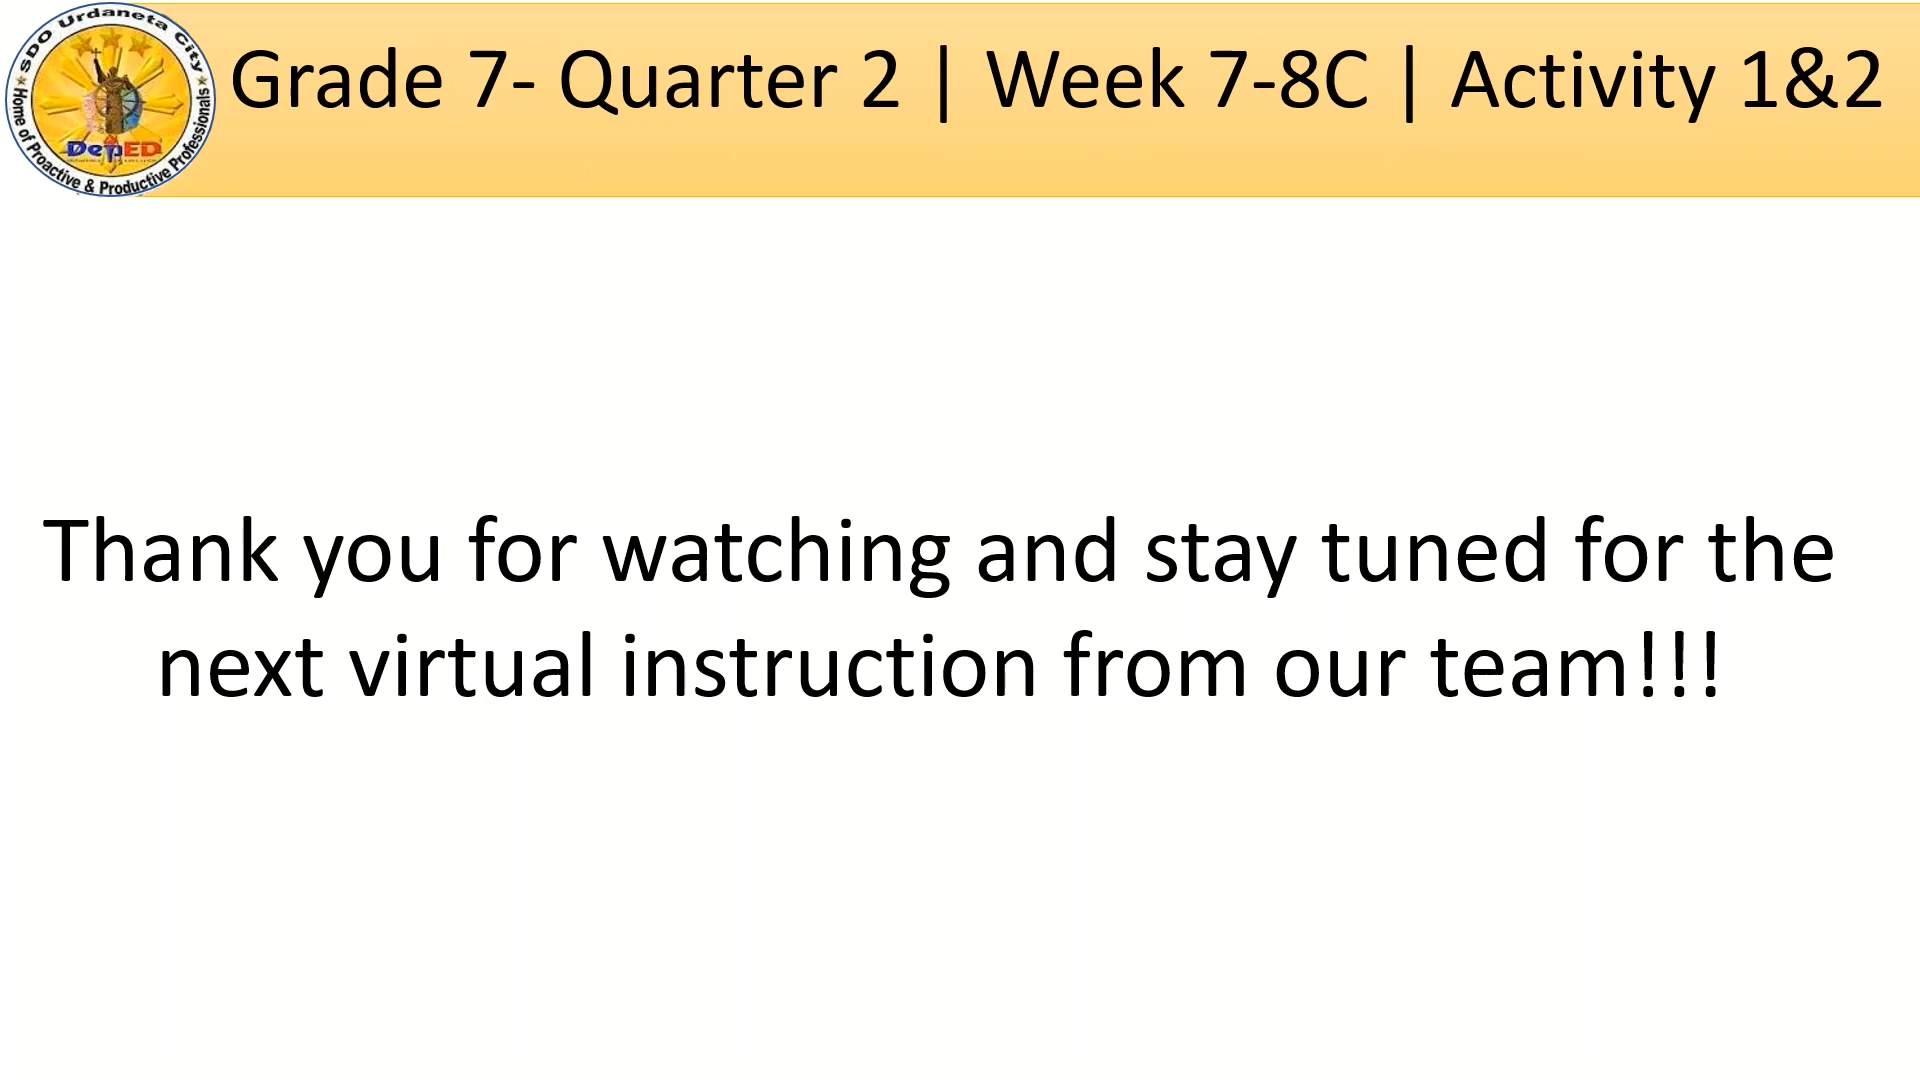 SDO Urdaneta City
Home of Proactive & Productive Professionals
DepED
Grade 7- Quarter 2 | Week 7-8C | Activity 1&2
Thank you for watching and stay tuned for the
next virtual instruction from our team!!!